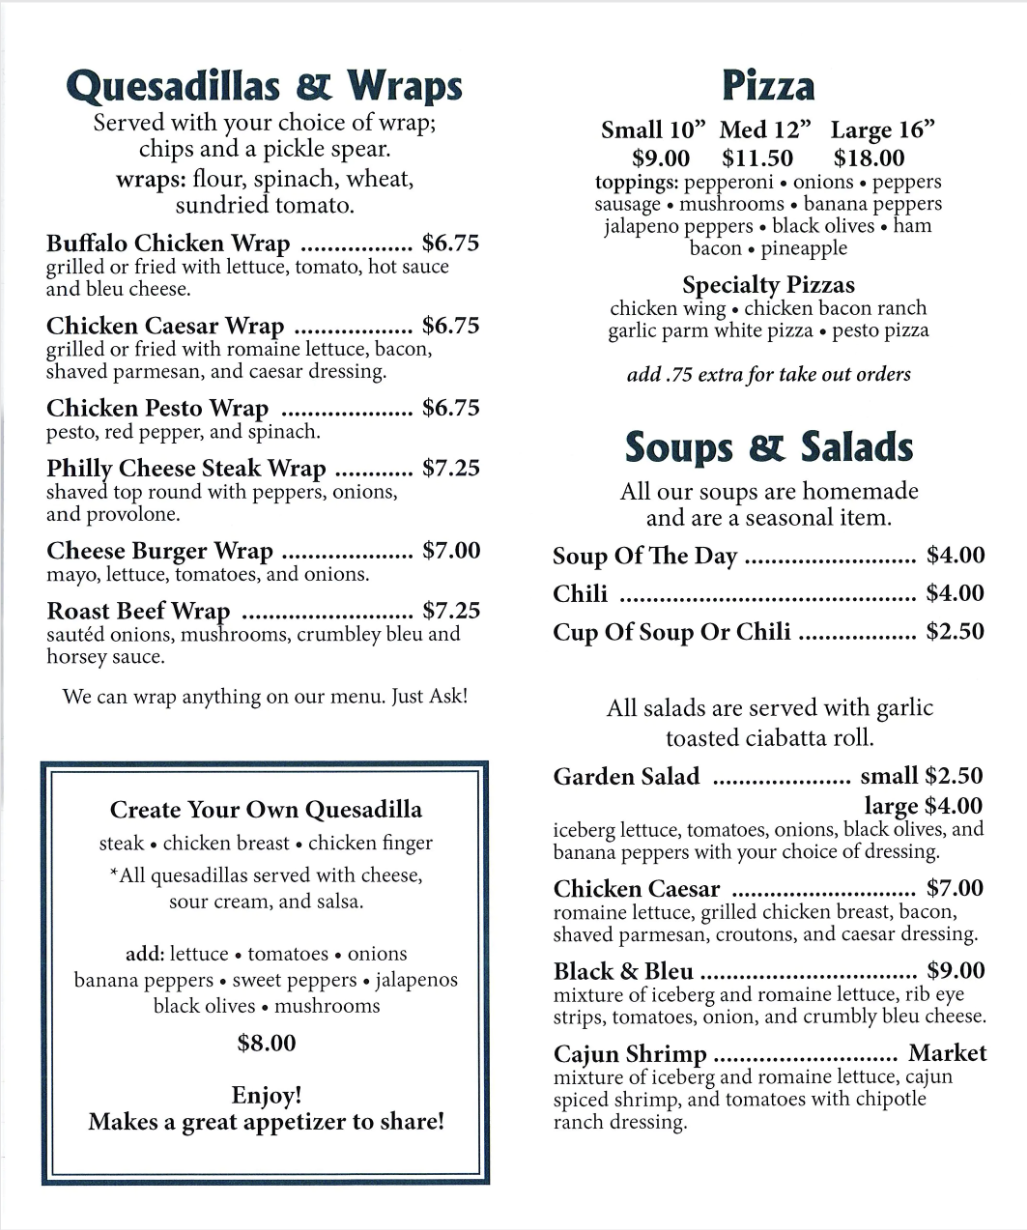 Quesadillas & Wraps
Served with your choice of wrap;
chips and a pickle spear.
wraps: flour, spinach, wheat,
sundried tomato.
Buffalo Chicken Wrap ................. $6.75
grilled or fried with lettuce, tomato, hot sauce
and bleu cheese.
Chicken Caesar Wrap .................. $6.75
grilled or fried with romaine lettuce, bacon,
shaved parmesan, and caesar dressing.
Chicken Pesto Wrap .................... $6.75
pesto, red pepper, and spinach.
Philly Cheese Steak Wrap ............ $7.25
shaved top round with peppers, onions,
and provolone.
Cheese Burger Wrap .................... $7.00
mayo, lettuce, tomatoes, and onions.
Roast Beef Wrap .......................... $7.25
sautéd onions, mushrooms, crumbley bleu and
horsey sauce.
We can wrap anything on our menu. Just Ask!
Create Your Own Quesadilla
steak • chicken breast • chicken finger
*All quesadillas served with cheese,
sour cream, and salsa.
add: lettuce • tomatoes • onions
banana peppers • sweet peppers • jalapenos
black olives • mushrooms
$8.00
Enjoy!
Makes a great appetizer to share!
Pizza
Small 10” Med 12” Large 16”
$9.00 $11.50 $18.00
toppings: pepperoni • onions • peppers
sausage • mushrooms • banana peppers
jalapeno peppers • black olives • ham
bacon • pineapple
Specialty Pizzas
chicken wing • chicken bacon ranch
garlic parm white pizza • pesto pizza
add .75 extra for take out orders
Soups & Salads
All our soups are homemade
and are a seasonal item.
Soup Of The Day .......................... $4.00
Chili ............................................. $4.00
Cup Of Soup Or Chili .................. $2.50
All salads are served with garlic
toasted ciabatta roll.
Garden Salad ..................... small $2.50
large $4.00
iceberg lettuce, tomatoes, onions, black olives, and
banana peppers with your choice of dressing.
Chicken Caesar ............................ $7.00
romaine lettuce, grilled chicken breast, bacon,
shaved parmesan, croutons, and caesar dressing.
Black & Bleu ................................. $9.00
mixture of iceberg and romaine lettuce, rib eye
strips, tomatoes, onion, and crumbly bleu cheese.
Cajun Shrimp ............................ Market
mixture of iceberg and romaine lettuce, cajun
spiced shrimp, and tomatoes with chipotle
ranch dressing.